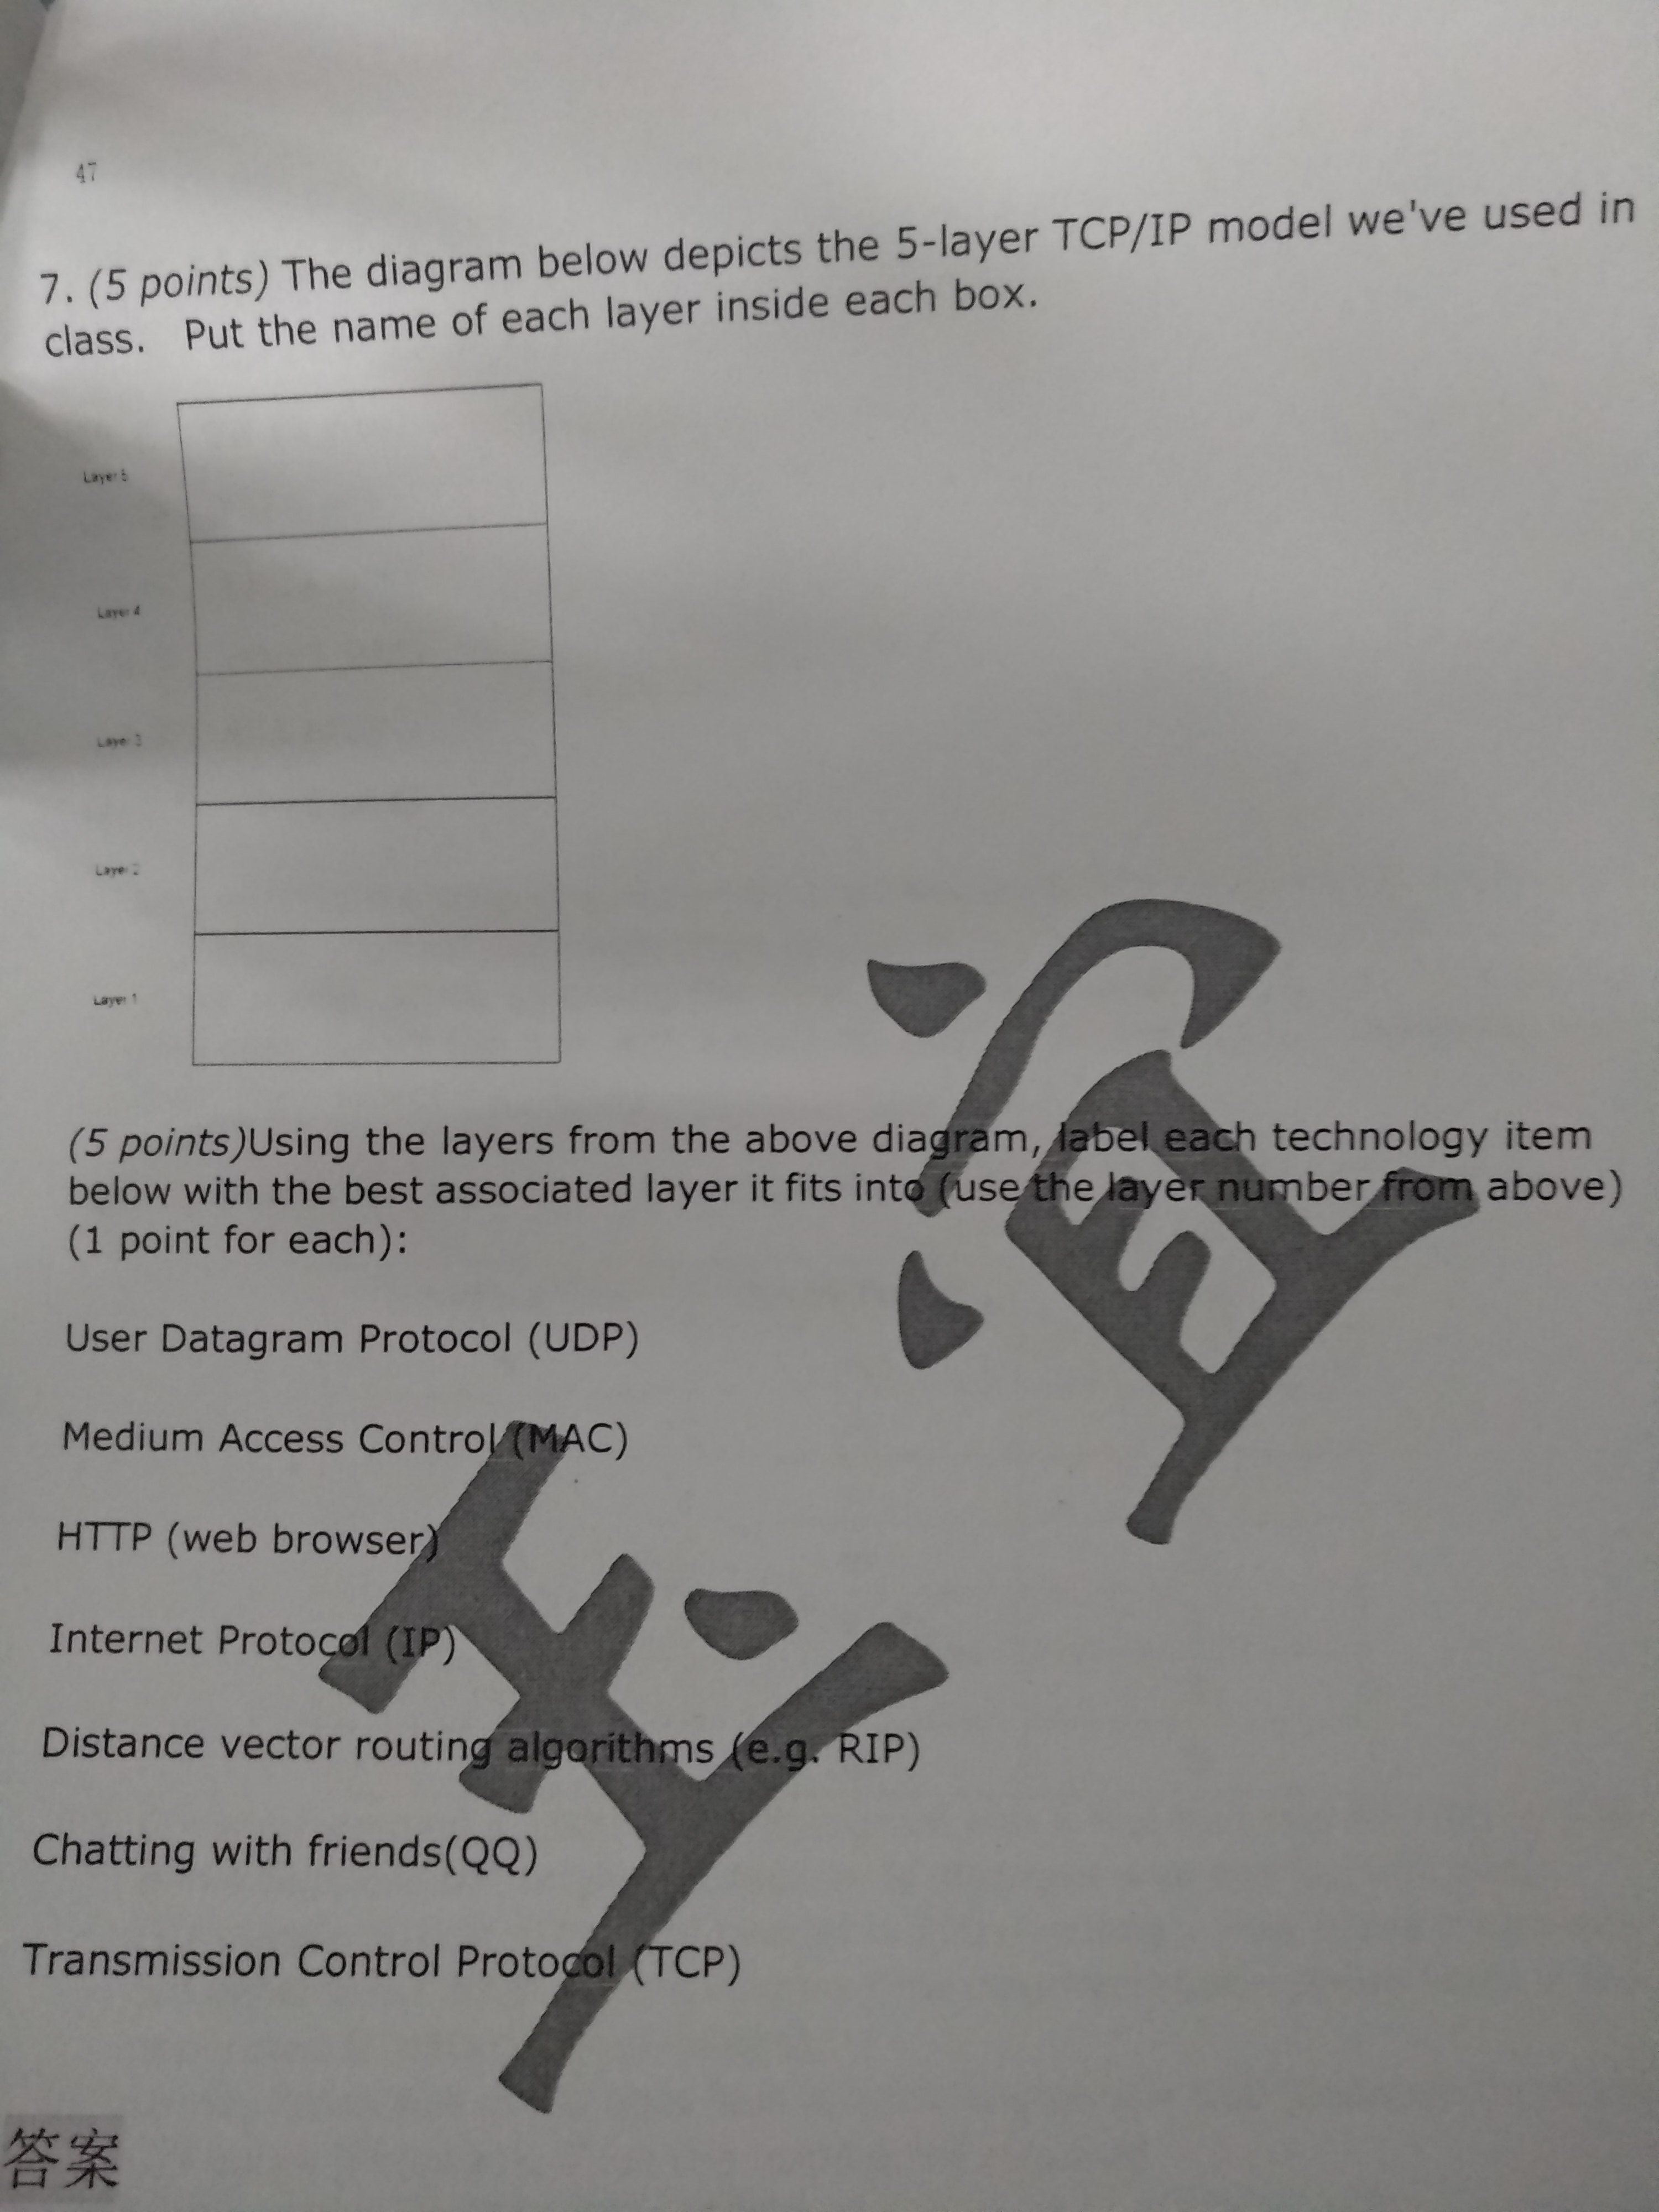 47
7. (5 points) The diagram below depicts the 5-layer TCP/IP model we've used in
class. Put the name of each layer inside each box.
Layer 5
Layer 4
Layer 3
Layer 2
Layer 1
(5 points)Using the layers from the above diagram, label each technology item
below with the best associated layer it fits into (use the layer number from above)
(1 point for each):
User Datagram Protocol (UDP)
Medium Access Control (MAC)
HTTP (web browser)
Internet Protocol (IP)
Distance vector routing algorithms (e.g. RIP)
Chatting with friends(QQ)
Transmission Control Protocol (TCP)
答案